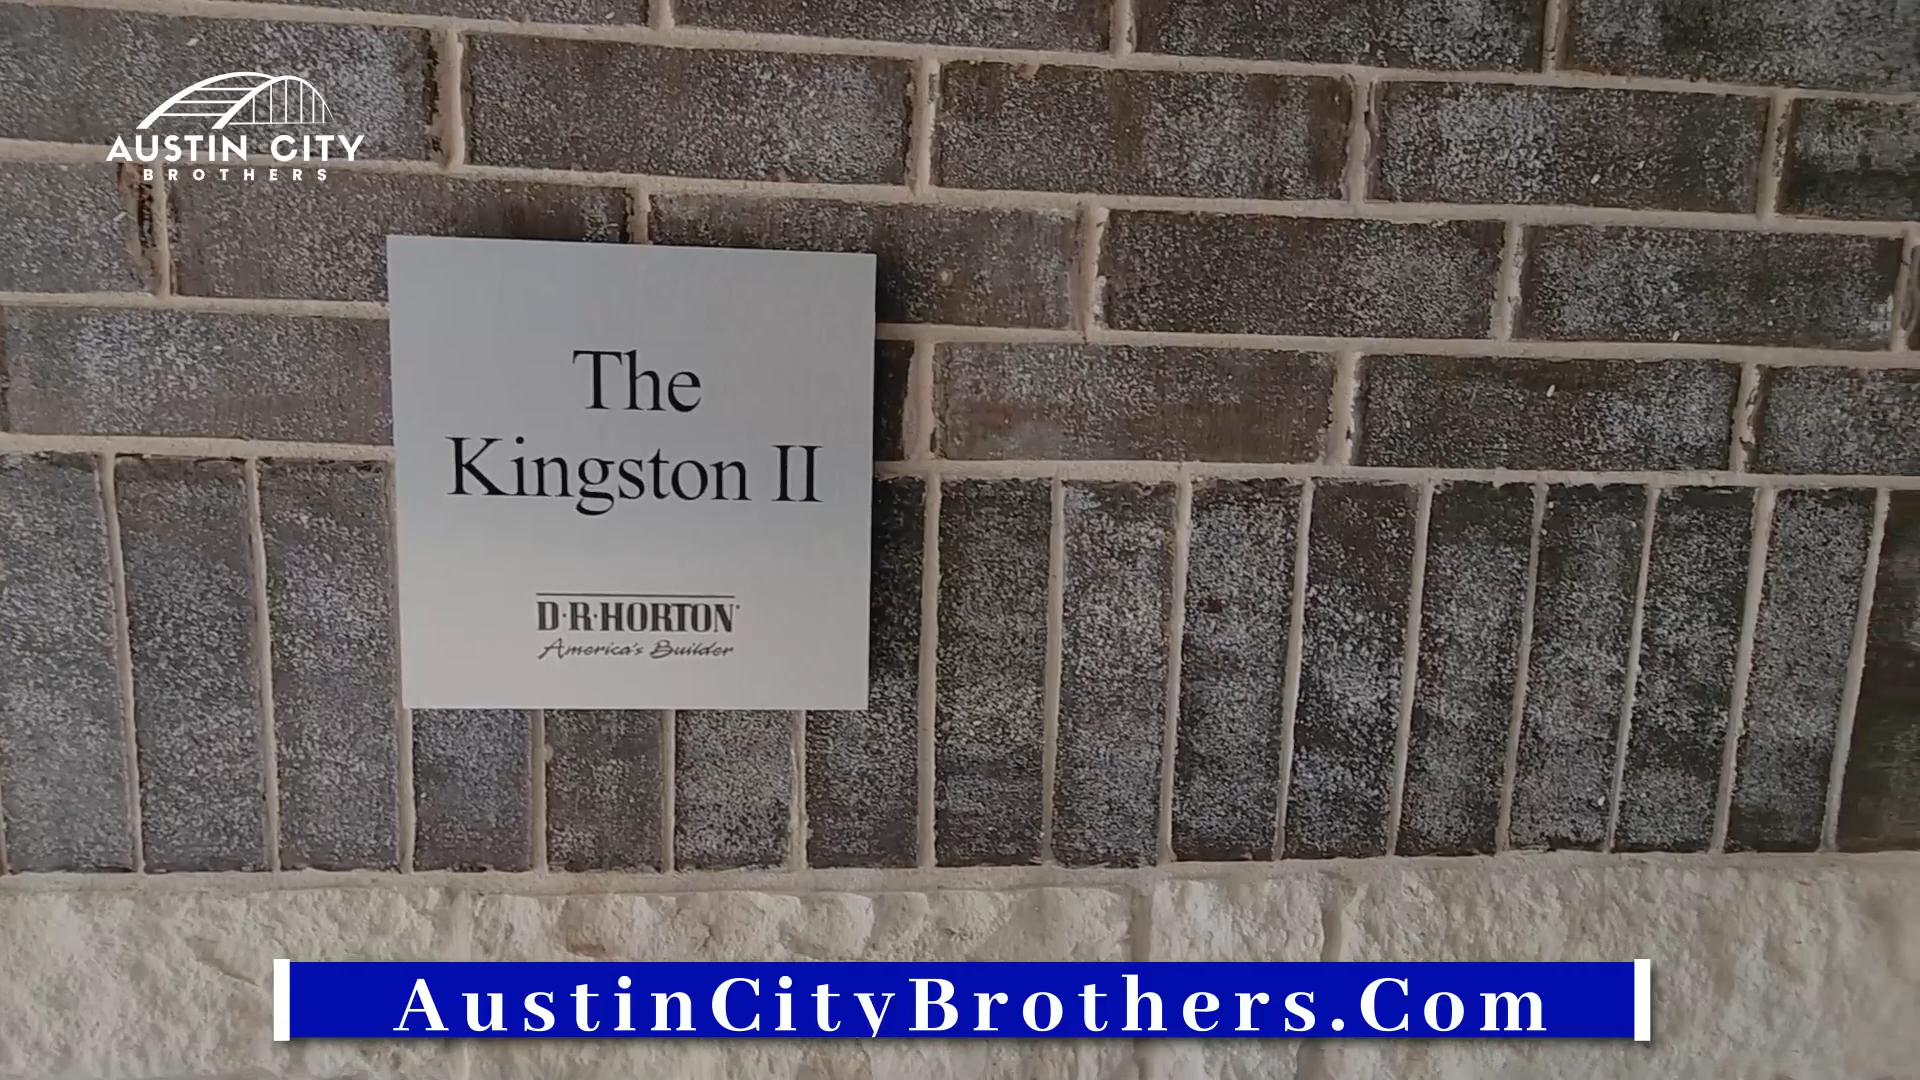 AUSTIN CITY
BROTHERS
The
Kingston II
D·R·HORTON
America's Builder
AustinCityBrothers.Com